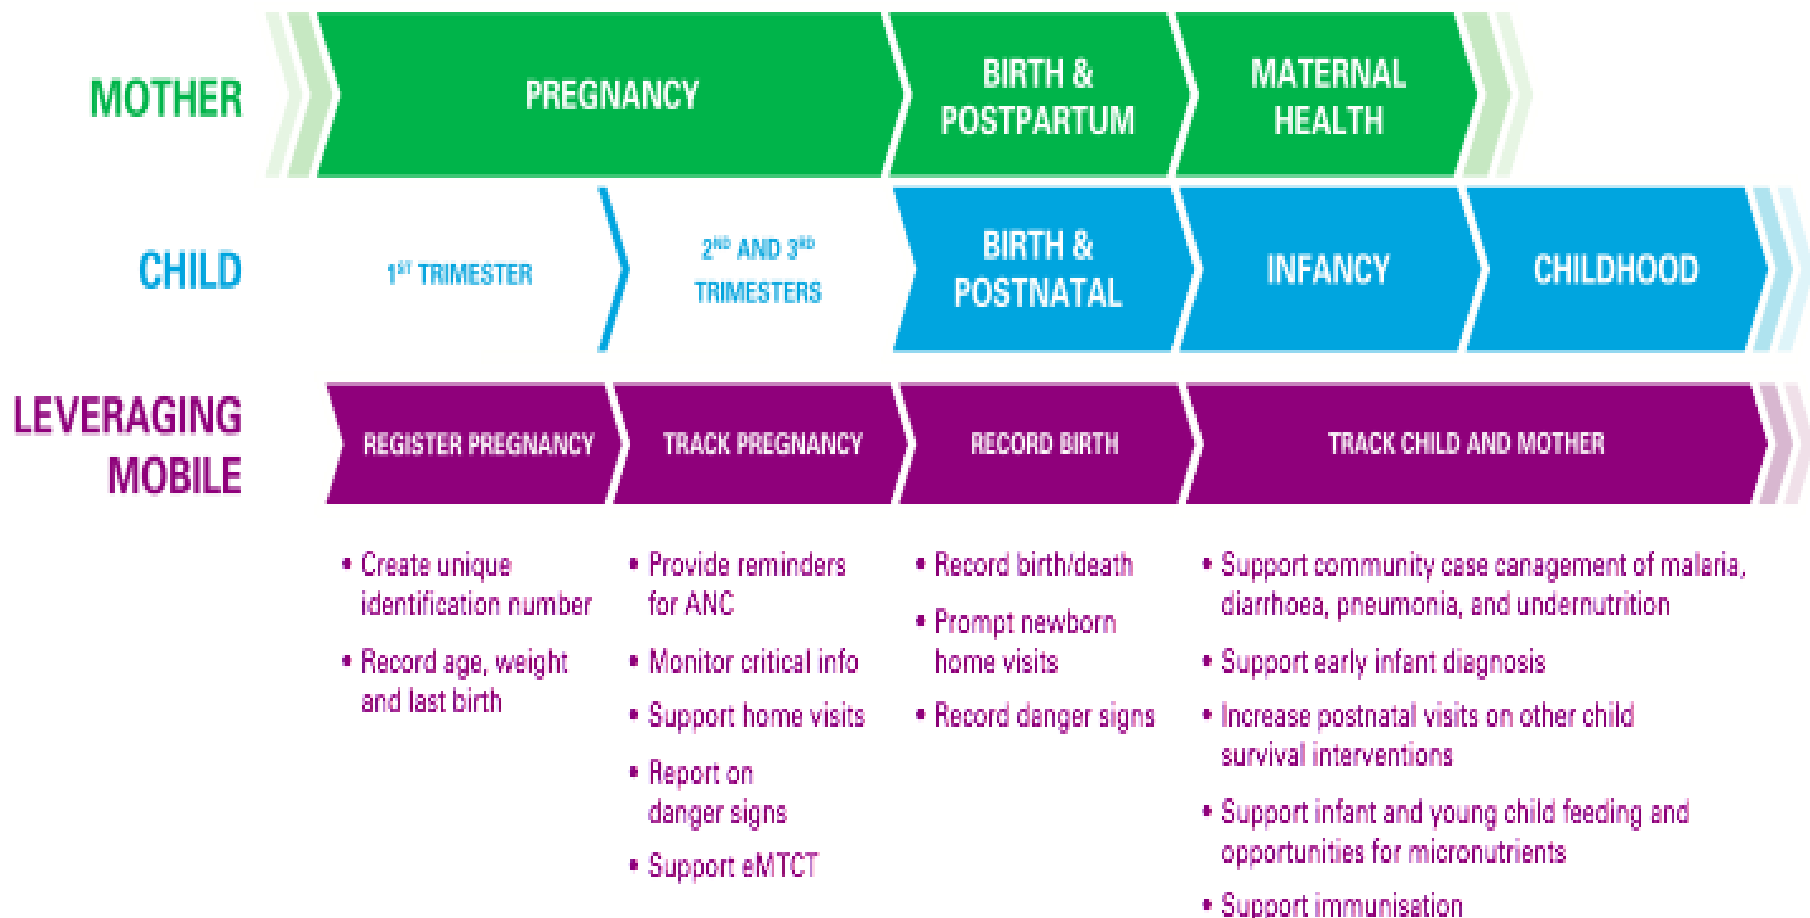 MOTHER
PREGNANCY
BIRTH &
POSTPARTUM
MATERNAL
HEALTH
CHILD
1ST TRIMESTER
2ND AND 3RD
TRIMESTERS
BIRTH &
POSTNATAL
INFANCY
CHILDHOOD
LEVERAGING
MOBILE
REGISTER PREGNANCY
TRACK PREGNANCY
RECORD BIRTH
TRACK CHILD AND MOTHER
• Create unique
identification number
• Record age, weight
and last birth
• Provide reminders
for ANC
• Monitor critical info
• Support home visits
• Report on
danger signs
• Support eMTCT
• Record birth/death
• Prompt newborn
home visits
• Record danger signs
• Support community case canagement of malaria,
diarrhoea, pneumonia, and undernutrition
• Support early infant diagnosis
• Increase postnatal visits on other child
survival interventions
• Support infant and young child feeding and
opportunities for micronutrients
• Support immunisation